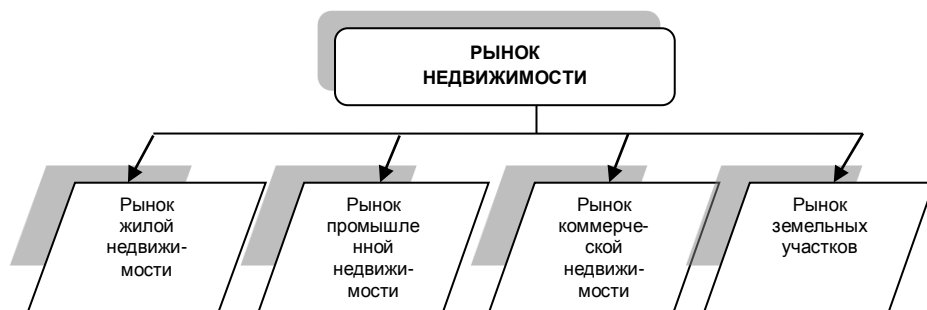 РЫНОК
НЕДВИЖИМОСТИ
Рынок
жилой
недвижи-
мости
Рынок
промышле
нной
недвижи-
мости
Рынок
коммерче-
ской
недвижи-
мости
Рынок
земельных
участков